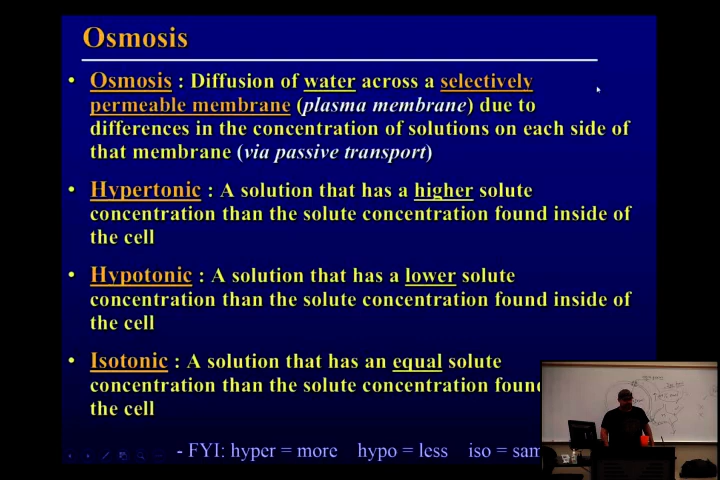 Osmosis
• Osmosis : Diffusion of water across a selectively
permeable membrane (plasma membrane) due to
differences in the concentration of solutions on each side of
that membrane (via passive transport)
• Hypertonic : A solution that has a higher solute
concentration than the solute concentration found inside of
the cell
• Hypotonic : A solution that has a lower solute
concentration than the solute concentration found inside of
the cell
• Isotonic : A solution that has an equal solute
concentration than the solute concentration
the cell
- FYI: hyper = more hypo = less iso =